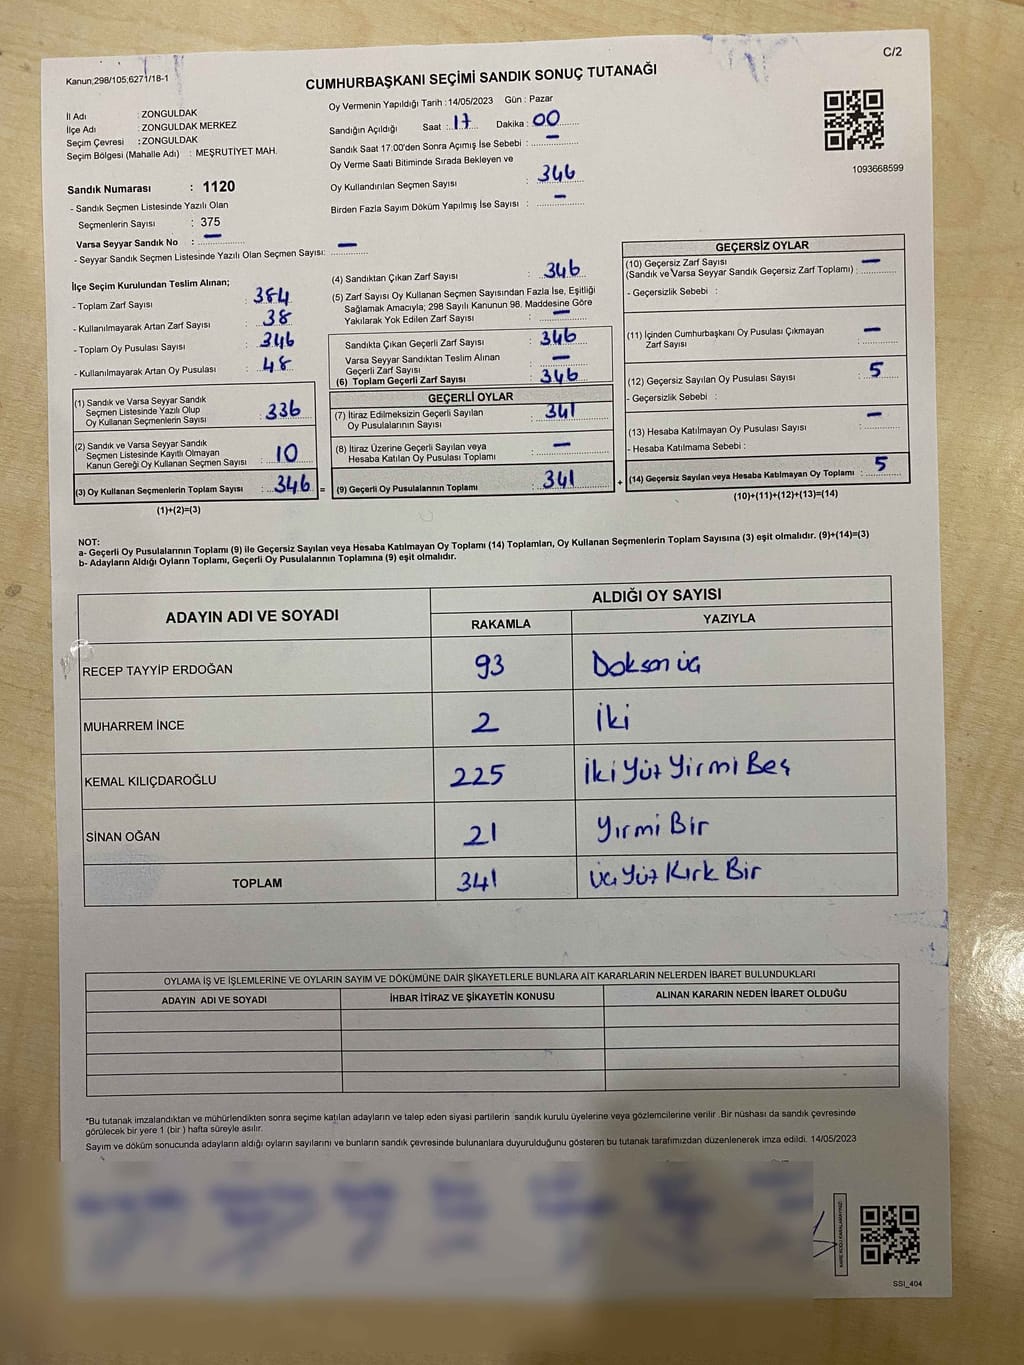 C/2
Kanun,298/105,6271/18-1
CUMHURBAŞKANI SEÇİMİ SANDIK SONUÇ TUTANAĞI
İl Adı : ZONGULDAK
İlçe Adı : ZONGULDAK MERKEZ
Seçim Çevresi : ZONGULDAK
Seçim Bölgesi (Mahalle Adı) : MEŞRUTİYET MAH.
Sandık Numarası : 1120
- Sandık Seçmen Listesinde Yazılı Olan
Seçmenlerin Sayısı : 375
Varsa Seyyar Sandık No : —
- Seyyar Sandık Seçmen Listesinde Yazılı Olan Seçmen Sayısı: —
Oy Vermenin Yapıldığı Tarih : 14/05/2023 Gün : Pazar
Sandığın Açıldığı Saat : 17 Dakika : 00
Sandık Saat 17:00'den Sonra Açımış İse Sebebi : —
Oy Verme Saati Bitiminde Sırada Bekleyen ve
Oy Kullandırılan Seçmen Sayısı : 346
Birden Fazla Sayım Döküm Yapılmış İse Sayısı : —
1093668599
İlçe Seçim Kurulundan Teslim Alınan;
- Toplam Zarf Sayısı : 384
- Kullanılmayarak Artan Zarf Sayısı : 38
- Toplam Oy Pusulası Sayısı : 346
- Kullanılmayarak Artan Oy Pusulası : 48
(1) Sandık ve Varsa Seyyar Sandık
Seçmen Listesinde Yazılı Olup
Oy Kullanan Seçmenlerin Sayısı : 336
(2) Sandık ve Varsa Seyyar Sandık
Seçmen Listesinde Kayıtlı Olmayan
Kanun Gereği Oy Kullanan Seçmen Sayısı : 10
(3) Oy Kullanan Seçmenlerin Toplam Sayısı : 346 =
(1)+(2)=(3)
(4) Sandıktan Çıkan Zarf Sayısı : 346
(5) Zarf Sayısı Oy Kullanan Seçmen Sayısından Fazla İse, Eşitliği
Sağlamak Amacıyla; 298 Sayılı Kanunun 98. Maddesine Göre
Yakılarak Yok Edilen Zarf Sayısı : —
Sandıkta Çıkan Geçerli Zarf Sayısı : 346
Varsa Seyyar Sandıktan Teslim Alınan
Geçerli Zarf Sayısı : —
(6) Toplam Geçerli Zarf Sayısı : 346
GEÇERLİ OYLAR
(7) İtiraz Edilmeksizin Geçerli Sayılan
Oy Pusulalarının Sayısı : 341
(8) İtiraz Üzerine Geçerli Sayılan veya
Hesaba Katılan Oy Pusulası Toplamı : —
(9) Geçerli Oy Pusulalarının Toplamı : 341 +
GEÇERSİZ OYLAR
(10) Geçersiz Zarf Sayısı
(Sandık ve Varsa Seyyar Sandık Geçersiz Zarf Toplamı) : —
- Geçersizlik Sebebi :
(11) İçinden Cumhurbaşkanı Oy Pusulası Çıkmayan
Zarf Sayısı : —
(12) Geçersiz Sayılan Oy Pusulası Sayısı : 5
- Geçersizlik Sebebi :
(13) Hesaba Katılmayan Oy Pusulası Sayısı : —
- Hesaba Katılmama Sebebi :
(14) Geçersiz Sayılan veya Hesaba Katılmayan Oy Toplamı : 5
(10)+(11)+(12)+(13)=(14)
NOT:
a- Geçerli Oy Pusulalarının Toplamı (9) ile Geçersiz Sayılan veya Hesaba Katılmayan Oy Toplamı (14) Toplamları, Oy Kullanan Seçmenlerin Toplam Sayısına (3) eşit olmalıdır. (9)+(14)=(3)
b- Adayların Aldığı Oyların Toplamı, Geçerli Oy Pusulalarının Toplamına (9) eşit olmalıdır.
ADAYIN ADI VE SOYADI ALDIĞI OY SAYISI
RAKAMLA YAZIYLA
RECEP TAYYİP ERDOĞAN 93 Doksan üç
MUHARREM İNCE 2 İki
KEMAL KILIÇDAROĞLU 225 İki Yüz Yirmi Beş
SİNAN OĞAN 21 Yirmi Bir
TOPLAM 341 Üç Yüz Kırk Bir
OYLAMA İŞ VE İŞLEMLERİNE VE OYLARIN SAYIM VE DÖKÜMÜNE DAİR ŞİKAYETLERLE BUNLARA AİT KARARLARIN NELERDEN İBARET BULUNDUKLARI
ADAYIN ADI VE SOYADI İHBAR İTİRAZ VE ŞİKAYETİN KONUSU ALINAN KARARIN NEDEN İBARET OLDUĞU
*Bu tutanak imzalandıktan ve mühürlendikten sonra seçime katılan adayların ve talep eden siyasi partilerin sandık kurulu üyelerine veya gözlemcilerine verilir .Bir nüshası da sandık çevresinde
görülecek bir yere 1 (bir ) hafta süreyle asılır.
Sayım ve döküm sonucunda adayların aldığı oyların sayılarını ve bunların sandık çevresinde bulunanlara duyurulduğunu gösteren bu tutanak tarafımızdan düzenlenerek imza edildi. 14/05/2023
SSI_404